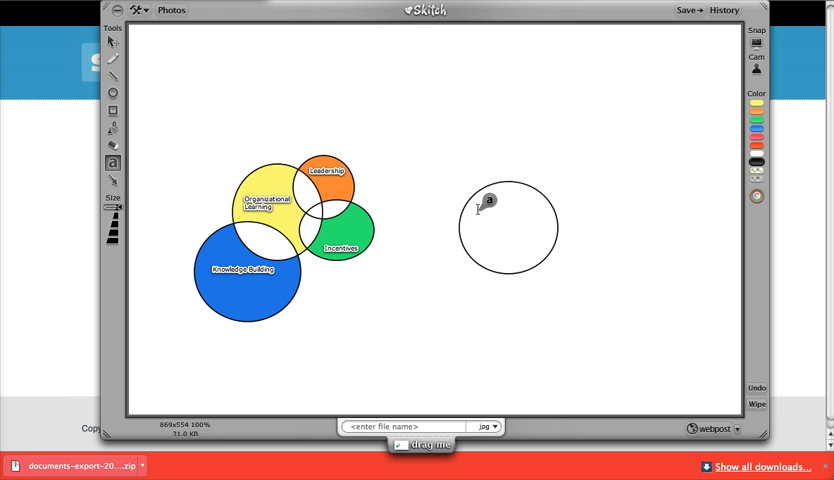 Photos
Skitch
Save
History
Tools
Snap
Cam
Color
a
Size
Leadership
Organizational
Learning
Incentives
Knowledge Building
a
Undo
Wipe
869x554 100%
31.0 KB
<enter file name>
jpg
webpost
drag me
Copy
documents-export-20....zip
Show all downloads...